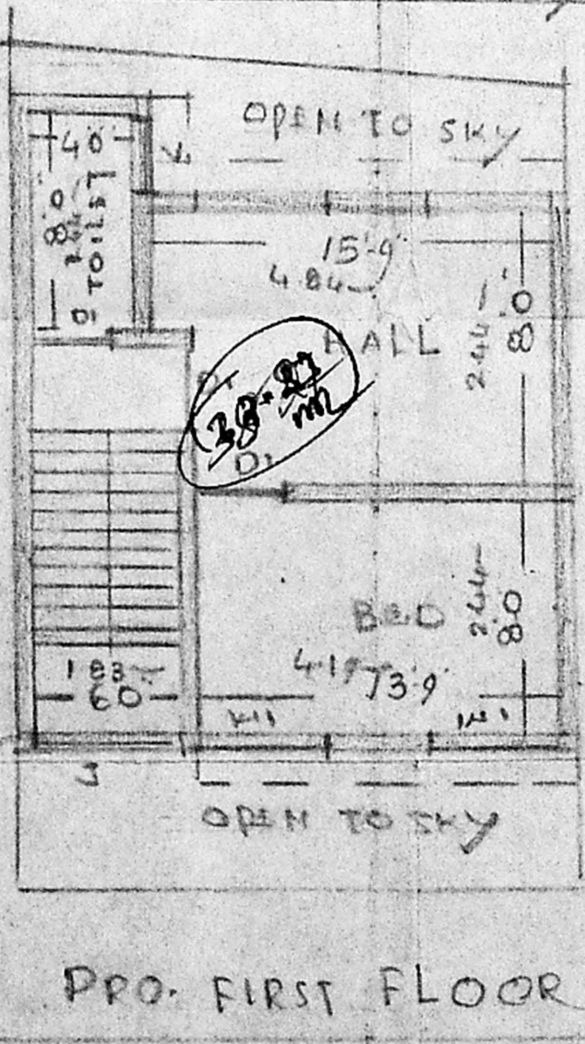 OPEN TO SKY
4'0"
8'0
TOILET
15'-9"
4.84
HALL
8'0
2.44
D1
D1
BED
8'0
2.44
4.19
13'9"
1.83
6'0
W1
W1
OPEN TO SKY
PRO. FIRST FLOOR